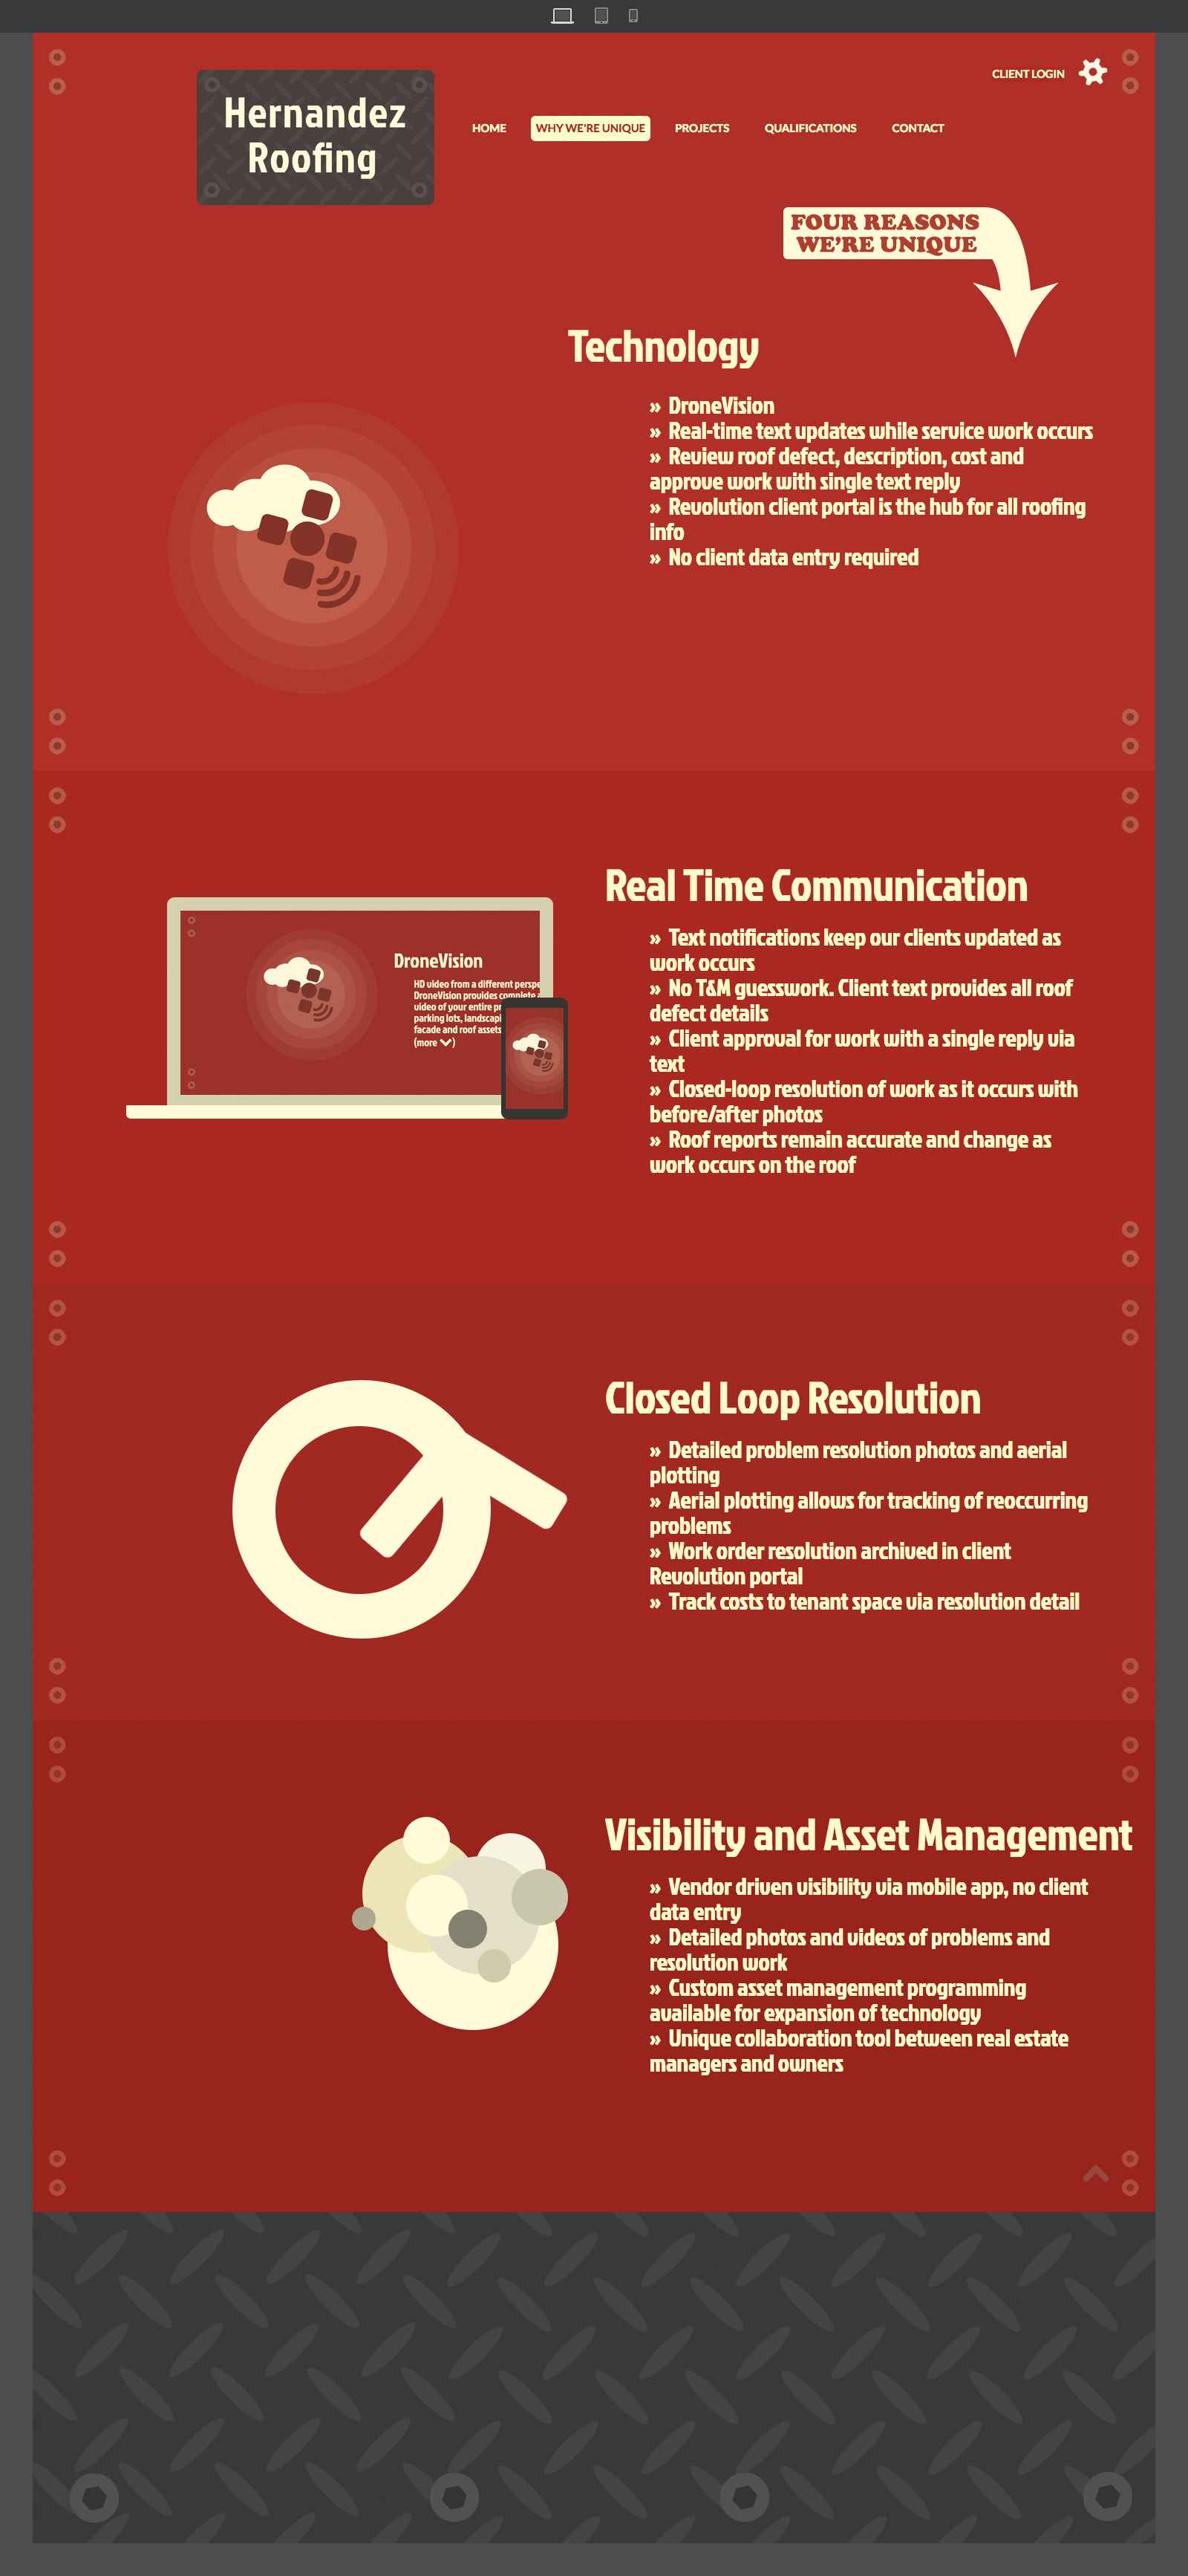 CLIENT LOGIN
Hernandez
Roofing
HOME WHY WE'RE UNIQUE PROJECTS QUALIFICATIONS CONTACT
FOUR REASONS
WE'RE UNIQUE
Technology
» DroneVision
» Real-time text updates while service work occurs
» Review roof defect, description, cost and
approve work with single text reply
» Revolution client portal is the hub for all roofing
info
» No client data entry required
Real Time Communication
» Text notifications keep our clients updated as
work occurs
» No T&M guesswork. Client text provides all roof
defect details
» Client approval for work with a single reply via
text
» Closed-loop resolution of work as it occurs with
before/after photos
» Roof reports remain accurate and change as
work occurs on the roof
DroneVision
HD video from a different
DroneVision provides complete
video of your entire
parking lots,
facade and roof assets
(more )
Closed Loop Resolution
» Detailed problem resolution photos and aerial
plotting
» Aerial plotting allows for tracking of reoccurring
problems
» Work order resolution archived in client
Revolution portal
» Track costs to tenant space via resolution detail
Visibility and Asset Management
» Vendor driven visibility via mobile app, no client
data entry
» Detailed photos and videos of problems and
resolution work
» Custom asset management programming
available for expansion of technology
» Unique collaboration tool between real estate
managers and owners